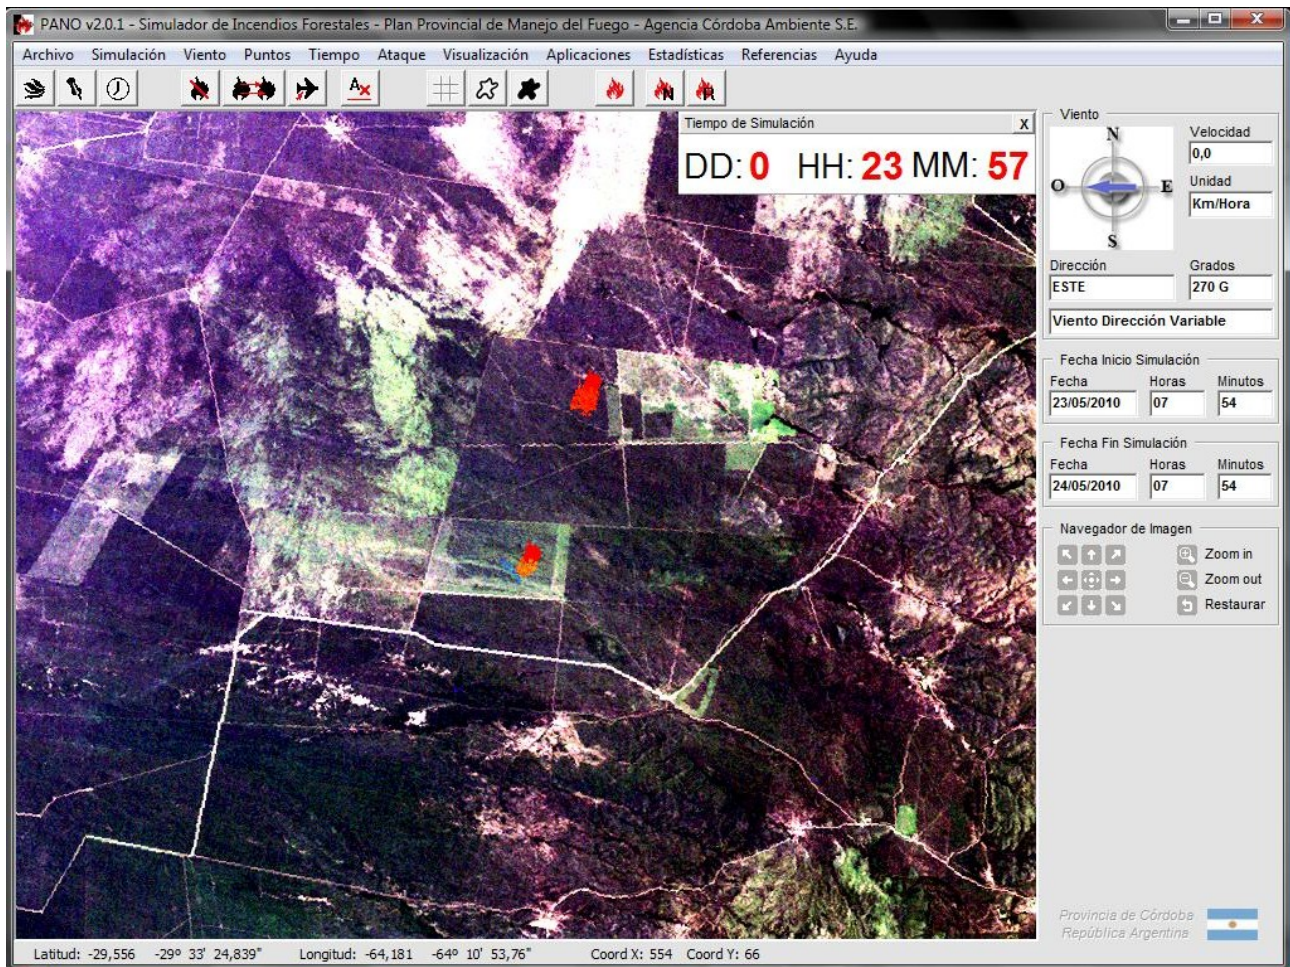 PANO v2.0.1 - Simulador de Incendios Forestales - Plan Provincial de Manejo del Fuego - Agencia Córdoba Ambiente S.E.
Archivo Simulación Viento Puntos Tiempo Ataque Visualización Aplicaciones Estadísticas Referencias Ayuda
A x
N
R
Tiempo de Simulación X
DD: 0 HH: 23 MM: 57
Viento
N
O E
S
Velocidad
0,0
Unidad
Km/Hora
Dirección Grados
ESTE 270 G
Viento Dirección Variable
Fecha Inicio Simulación
Fecha Horas Minutos
23/05/2010 07 54
Fecha Fin Simulación
Fecha Horas Minutos
24/05/2010 07 54
Navegador de Imagen
Zoom in
Zoom out
Restaurar
Provincia de Córdoba
República Argentina
Latitud: -29,556 -29º 33' 24,839" Longitud: -64,181 -64º 10' 53,76" Coord X: 554 Coord Y: 66